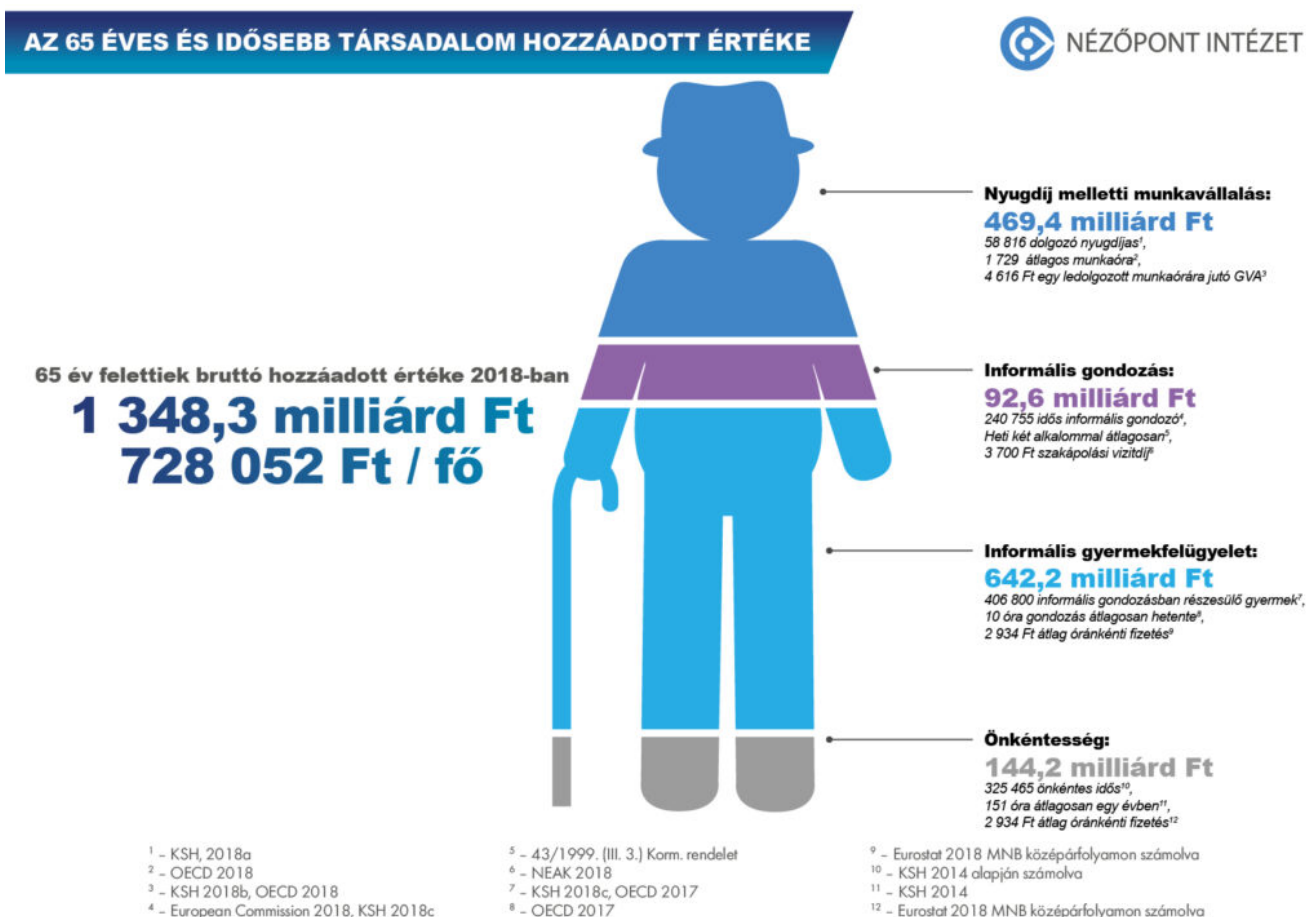 AZ 65 ÉVES ÉS IDŐSEBB TÁRSADALOM HOZZÁADOTT ÉRTÉKE
NÉZŐPONT INTÉZET
65 év felettiek bruttó hozzáadott értéke 2018-ban
1 348,3 milliárd Ft
728 052 Ft / fő
Nyugdíj melletti munkavállalás:
469,4 milliárd Ft
58 816 dolgozó nyugdíjas¹,
1 729 átlagos munkaóra²,
4 616 Ft egy ledolgozott munkaórára jutó GVA³
Informális gondozás:
92,6 milliárd Ft
240 755 idős informális gondozó⁴,
Heti két alkalommal átlagosan⁵,
3 700 Ft szakápolási vizitdíj⁶
Informális gyermekfelügyelet:
642,2 milliárd Ft
406 800 informális gondozásban részesülő gyermek⁷,
10 óra gondozás átlagosan hetente⁸,
2 934 Ft átlag óránkénti fizetés⁹
Önkéntesség:
144,2 milliárd Ft
325 465 önkéntes idős¹⁰,
151 óra átlagosan egy évben¹¹,
2 934 Ft átlag óránkénti fizetés¹²
¹ – KSH, 2018a
² – OECD 2018
³ – KSH 2018b, OECD 2018
⁴ – European Commission 2018, KSH 2018c
⁵ – 43/1999. (III. 3.) Korm. rendelet
⁶ – NEAK 2018
⁷ – KSH 2018c, OECD 2017
⁸ – OECD 2017
⁹ – Eurostat 2018 MNB középárfolyamon számolva
¹⁰ – KSH 2014 alapján számolva
¹¹ – KSH 2014
¹² – Eurostat 2018 MNB középárfolyamon számolva